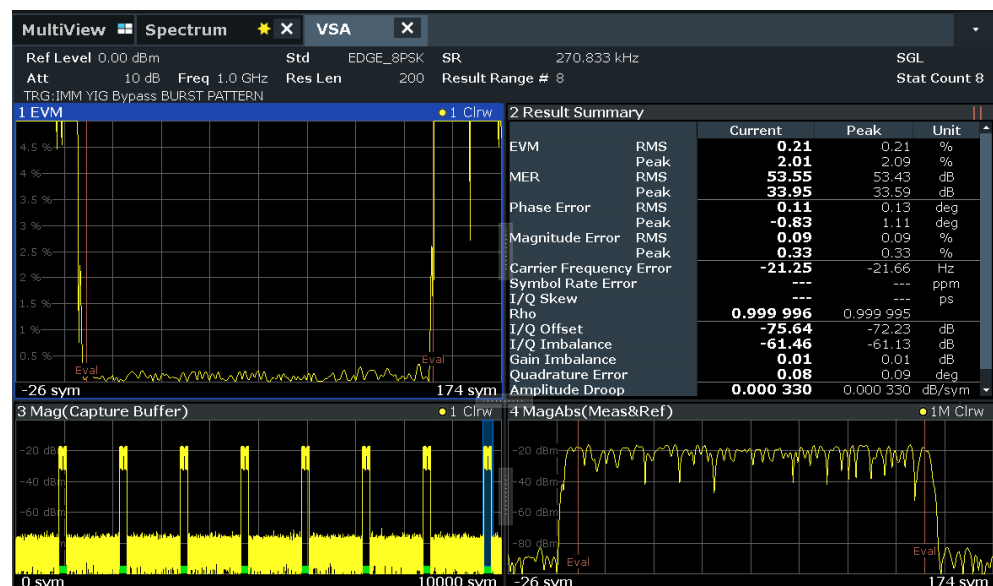 MultiView Spectrum VSA
Ref Level 0.00 dBm Std EDGE_8PSK SR 270.833 kHz SGL
Att 10 dB Freq 1.0 GHz Res Len 200 Result Range # 8 Stat Count 8
TRG:IMM YIG Bypass BURST PATTERN
1 EVM 1 Clrw
4.5 %
4 %
3.5 %
3 %
2.5 %
2 %
1.5 %
1 %
0.5 %
Eval Eval
-26 sym 174 sym
2 Result Summary
Current Peak Unit
EVM RMS 0.21 0.21 %
Peak 2.01 2.09 %
MER RMS 53.55 53.43 dB
Peak 33.95 33.59 dB
Phase Error RMS 0.11 0.13 deg
Peak -0.83 1.11 deg
Magnitude Error RMS 0.09 0.09 %
Peak 0.33 0.33 %
Carrier Frequency Error -21.25 -21.66 Hz
Symbol Rate Error --- --- ppm
I/Q Skew --- --- ps
Rho 0.999 996 0.999 995
I/Q Offset -75.64 -72.23 dB
I/Q Imbalance -61.46 -61.13 dB
Gain Imbalance 0.01 0.01 dB
Quadrature Error 0.08 0.09 deg
Amplitude Droop 0.000 330 0.000 330 dB/sym
3 Mag(Capture Buffer) 1 Clrw
-20 dBm
-40 dBm
-60 dBm
0 sym 10000 sym
4 MagAbs(Meas&Ref) 1M Clrw
-20 dBm
-40 dBm
-60 dBm
-80 dBm
Eval Eval
-26 sym 174 sym